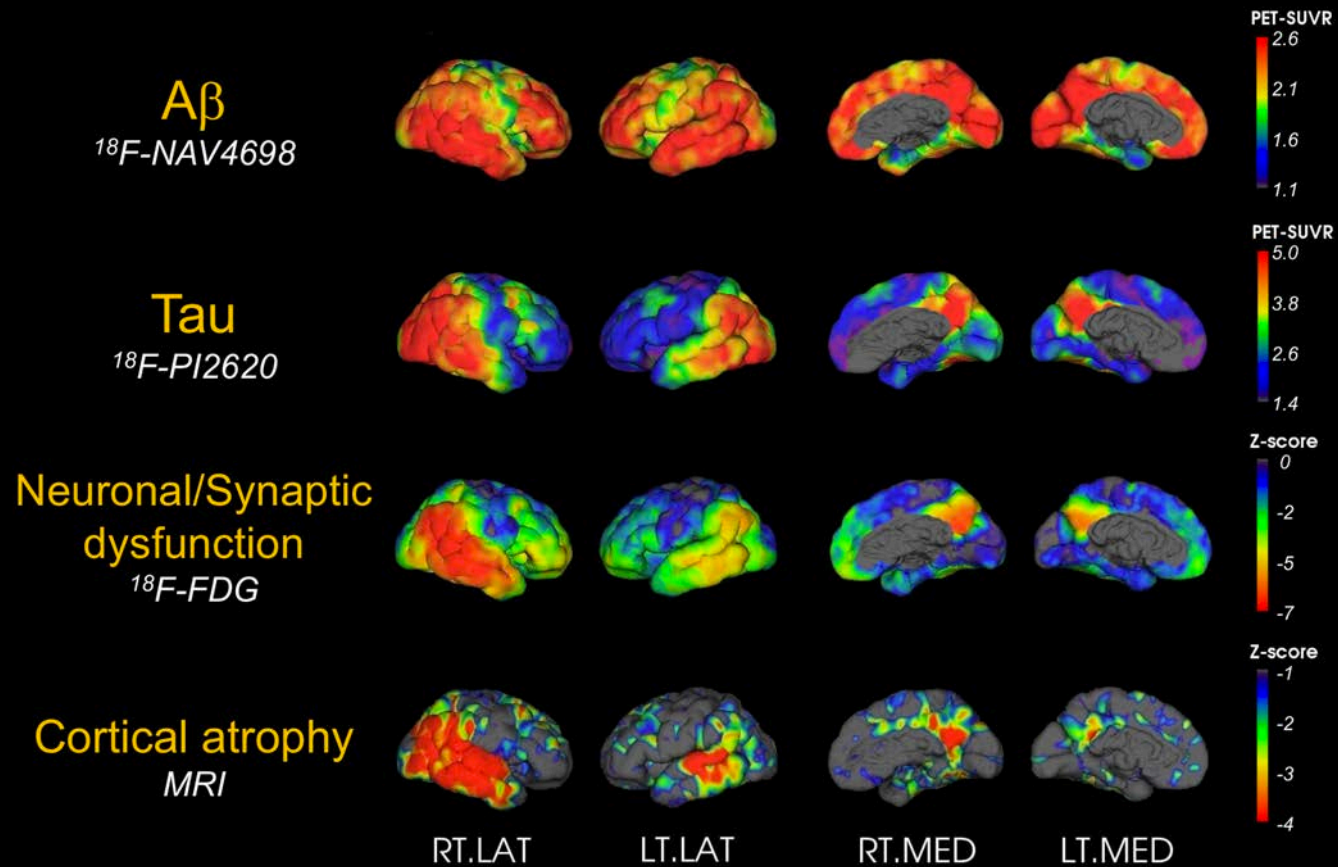 PET-SUVR
2.6
2.1
1.6
1.1
Aβ
¹⁸F-NAV4698
PET-SUVR
5.0
3.8
2.6
1.4
Tau
¹⁸F-PI2620
Z-score
0
-2
-5
-7
Neuronal/Synaptic
dysfunction
¹⁸F-FDG
Z-score
-1
-2
-3
-4
Cortical atrophy
MRI
RT.LAT LT.LAT RT.MED LT.MED